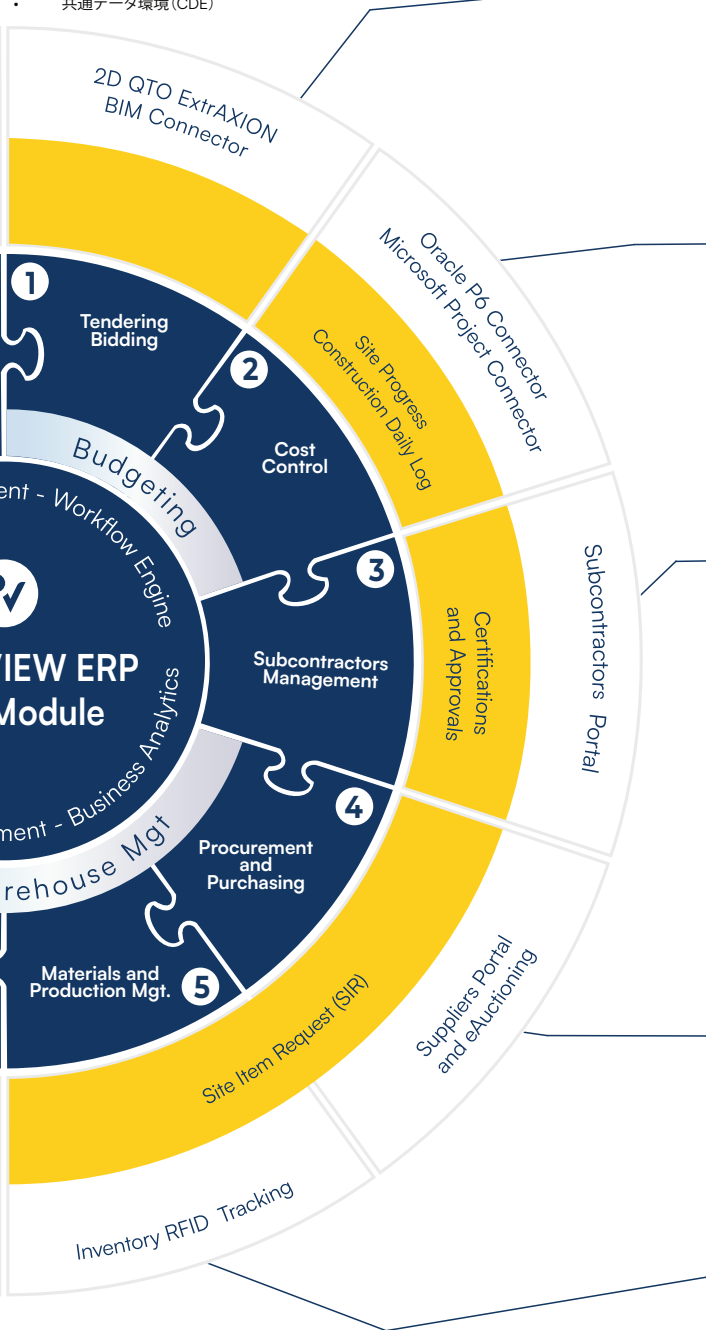 • 共通データ環境（CDE）
2D QTO ExtrAXION
BIM Connector
Oracle P6 Connector
Microsoft Project Connector
1
Tendering
Bidding
2
Site Progress
Construction Daily Log
Cost
Control
Budgeting
ent - Workflow Engine
3
Subcontractors
Management
Certifications
and Approvals
Subcontractors Portal
VIEW ERP
Module
ment - Business Analytics
4
Procurement
and
Purchasing
rehouse Mgt
5
Materials and
Production Mgt.
Site Item Request (SIR)
Suppliers Portal
and eAuctioning
Inventory RFID Tracking